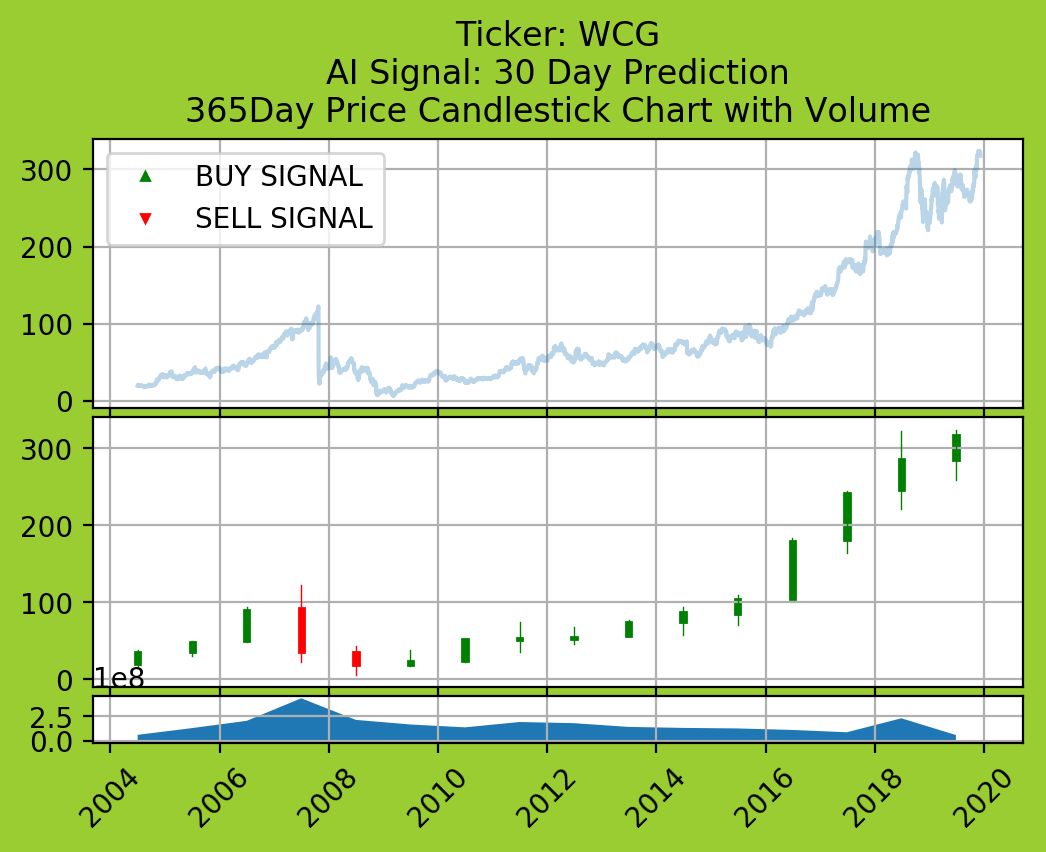 Ticker: WCG
AI Signal: 30 Day Prediction
365Day Price Candlestick Chart with Volume
BUY SIGNAL
SELL SIGNAL
300
200
100
0
300
200
100
0
1e8
2.5
0.0
2004 2006 2008 2010 2012 2014 2016 2018 2020